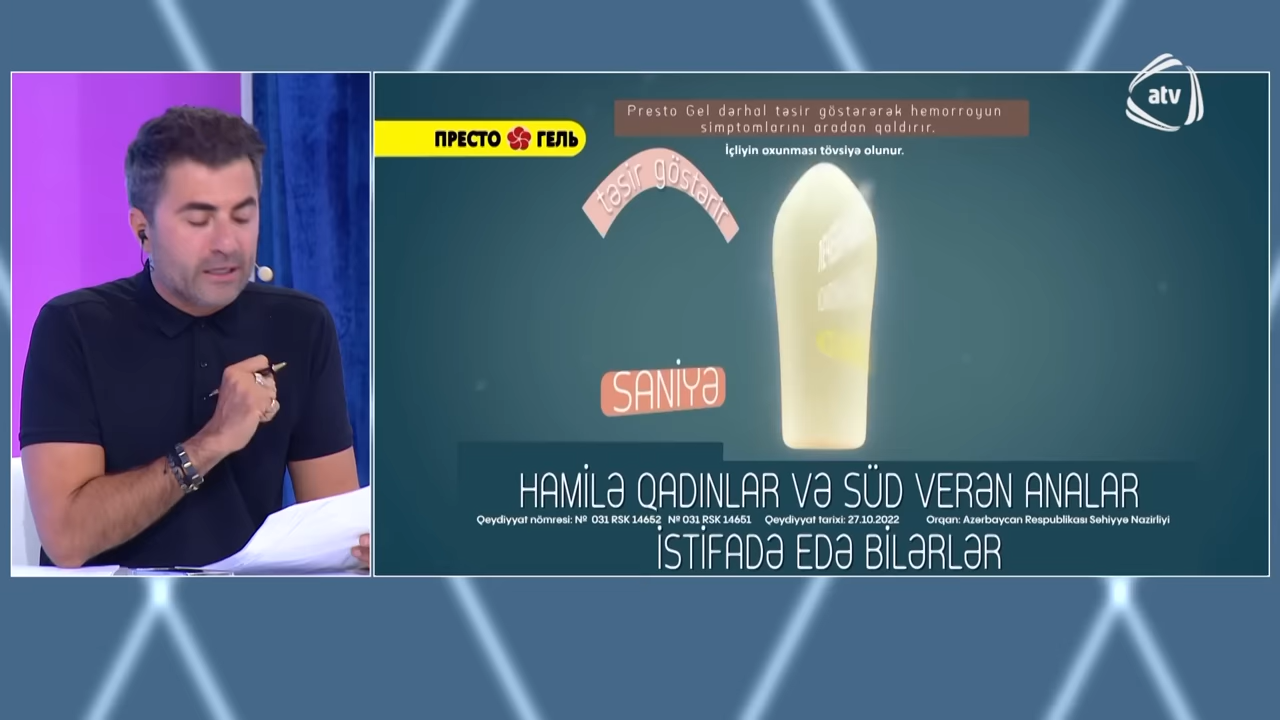 atv
Presto Gel dərhal təsir göstərərək hemorroyun
simptomlarını aradan qaldırır.
İçliyin oxunması tövsiyə olunur.
ПРЕСТО ГЕЛЬ
təsir göstərir
SANİYƏ
HAMİLƏ QADINLAR VƏ SÜD VERƏN ANALAR
Qeydiyyat nömrəsi: № 031 RSK 14652 № 031 RSK 14651 Qeydiyyat tarixi: 27.10.2022 Orqan: Azərbaycan Respublikası Səhiyyə Nazirliyi
İSTİFADƏ EDƏ BİLƏRLƏR